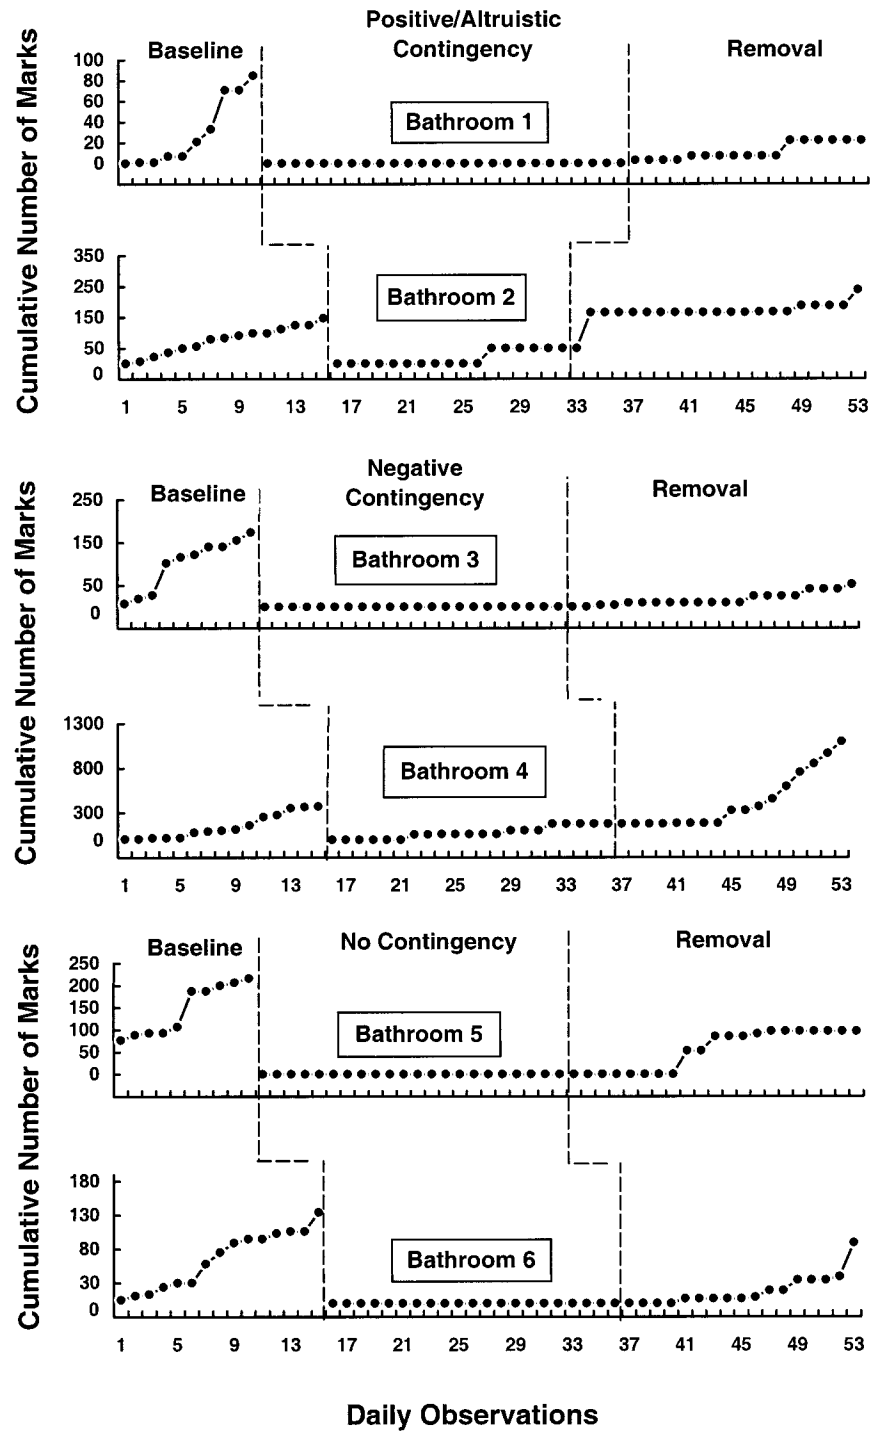 Positive/Altruistic
Baseline
Contingency
Removal
Cumulative Number of Marks
100
80
60
40
20
0
Bathroom 1
350
250
150
50
0
Bathroom 2
1 5 9 13 17 21 25 29 33 37 41 45 49 53
Negative
Baseline
Contingency
Removal
Cumulative Number of Marks
250
150
50
0
Bathroom 3
1300
800
300
0
Bathroom 4
1 5 9 13 17 21 25 29 33 37 41 45 49 53
Baseline
No Contingency
Removal
Cumulative Number of Marks
250
200
150
100
50
0
Bathroom 5
180
130
80
30
0
Bathroom 6
1 5 9 13 17 21 25 29 33 37 41 45 49 53
Daily Observations